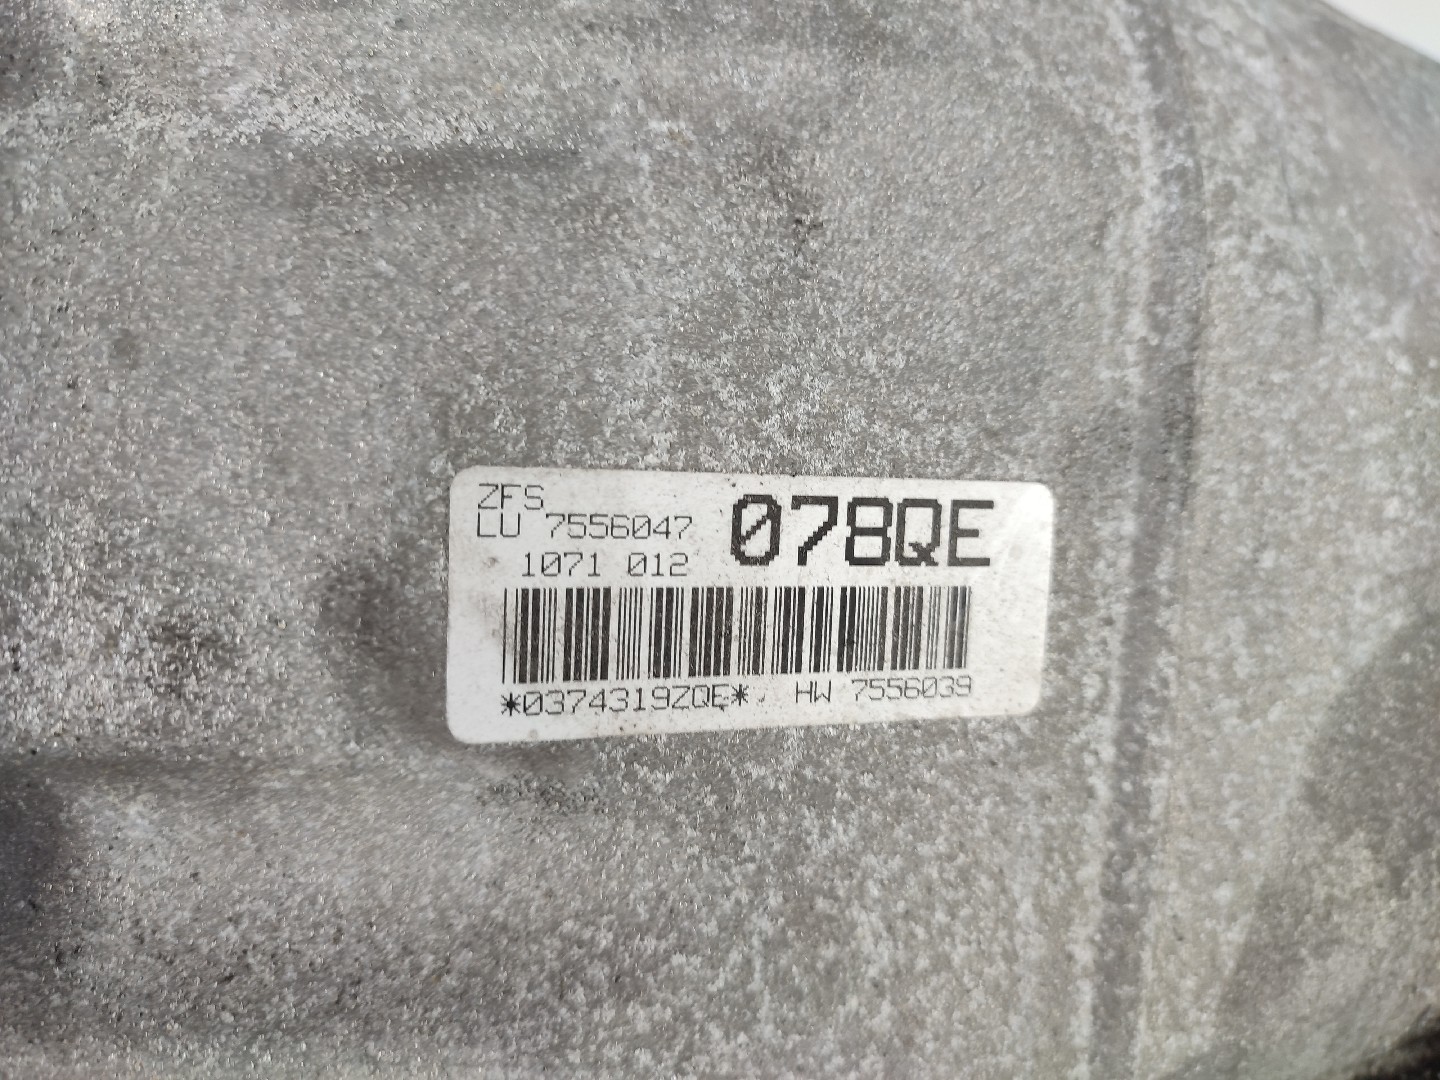 ZFS
LU 7556047
1071 012
078QE
*0374319ZQE* HW 7556039